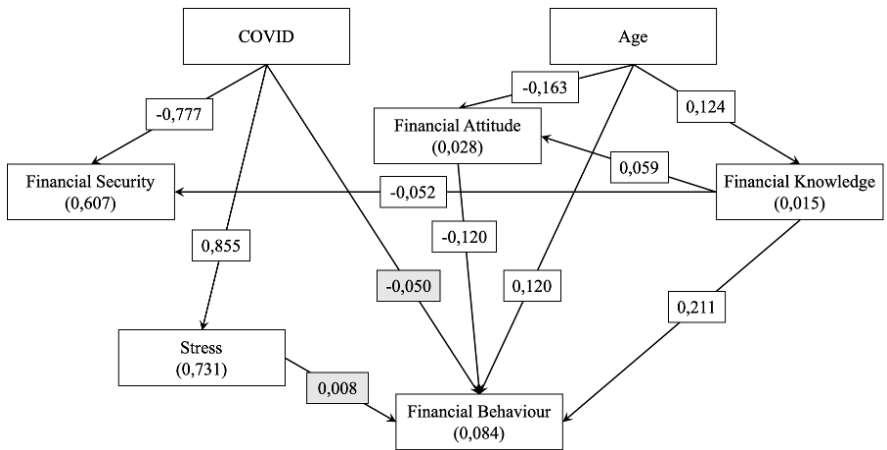 COVID
Age
-0,163
-0,777
0,124
Financial Attitude
(0,028)
0,059
Financial Security
(0,607)
-0,052
Financial Knowledge
(0,015)
0,855
-0,120
-0,050
0,120
0,211
Stress
(0,731)
0,008
Financial Behaviour
(0,084)